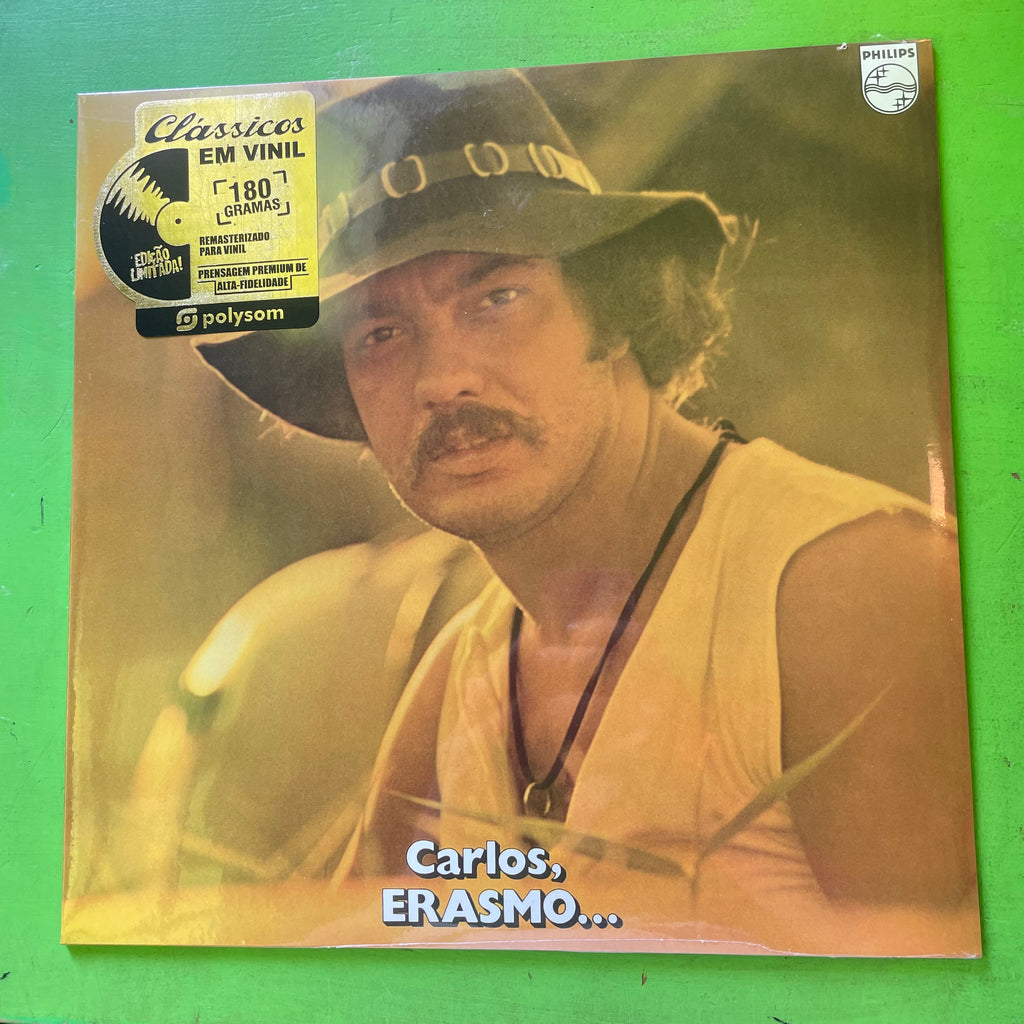 Clássicos
EM VINIL
180
GRAMAS
REMASTERIZADO
PARA VINIL
EDIÇÃO
LIMITADA!
PRENSAGEM PREMIUM DE
ALTA-FIDELIDADE
polysom
PHILIPS
Carlos,
ERASMO...